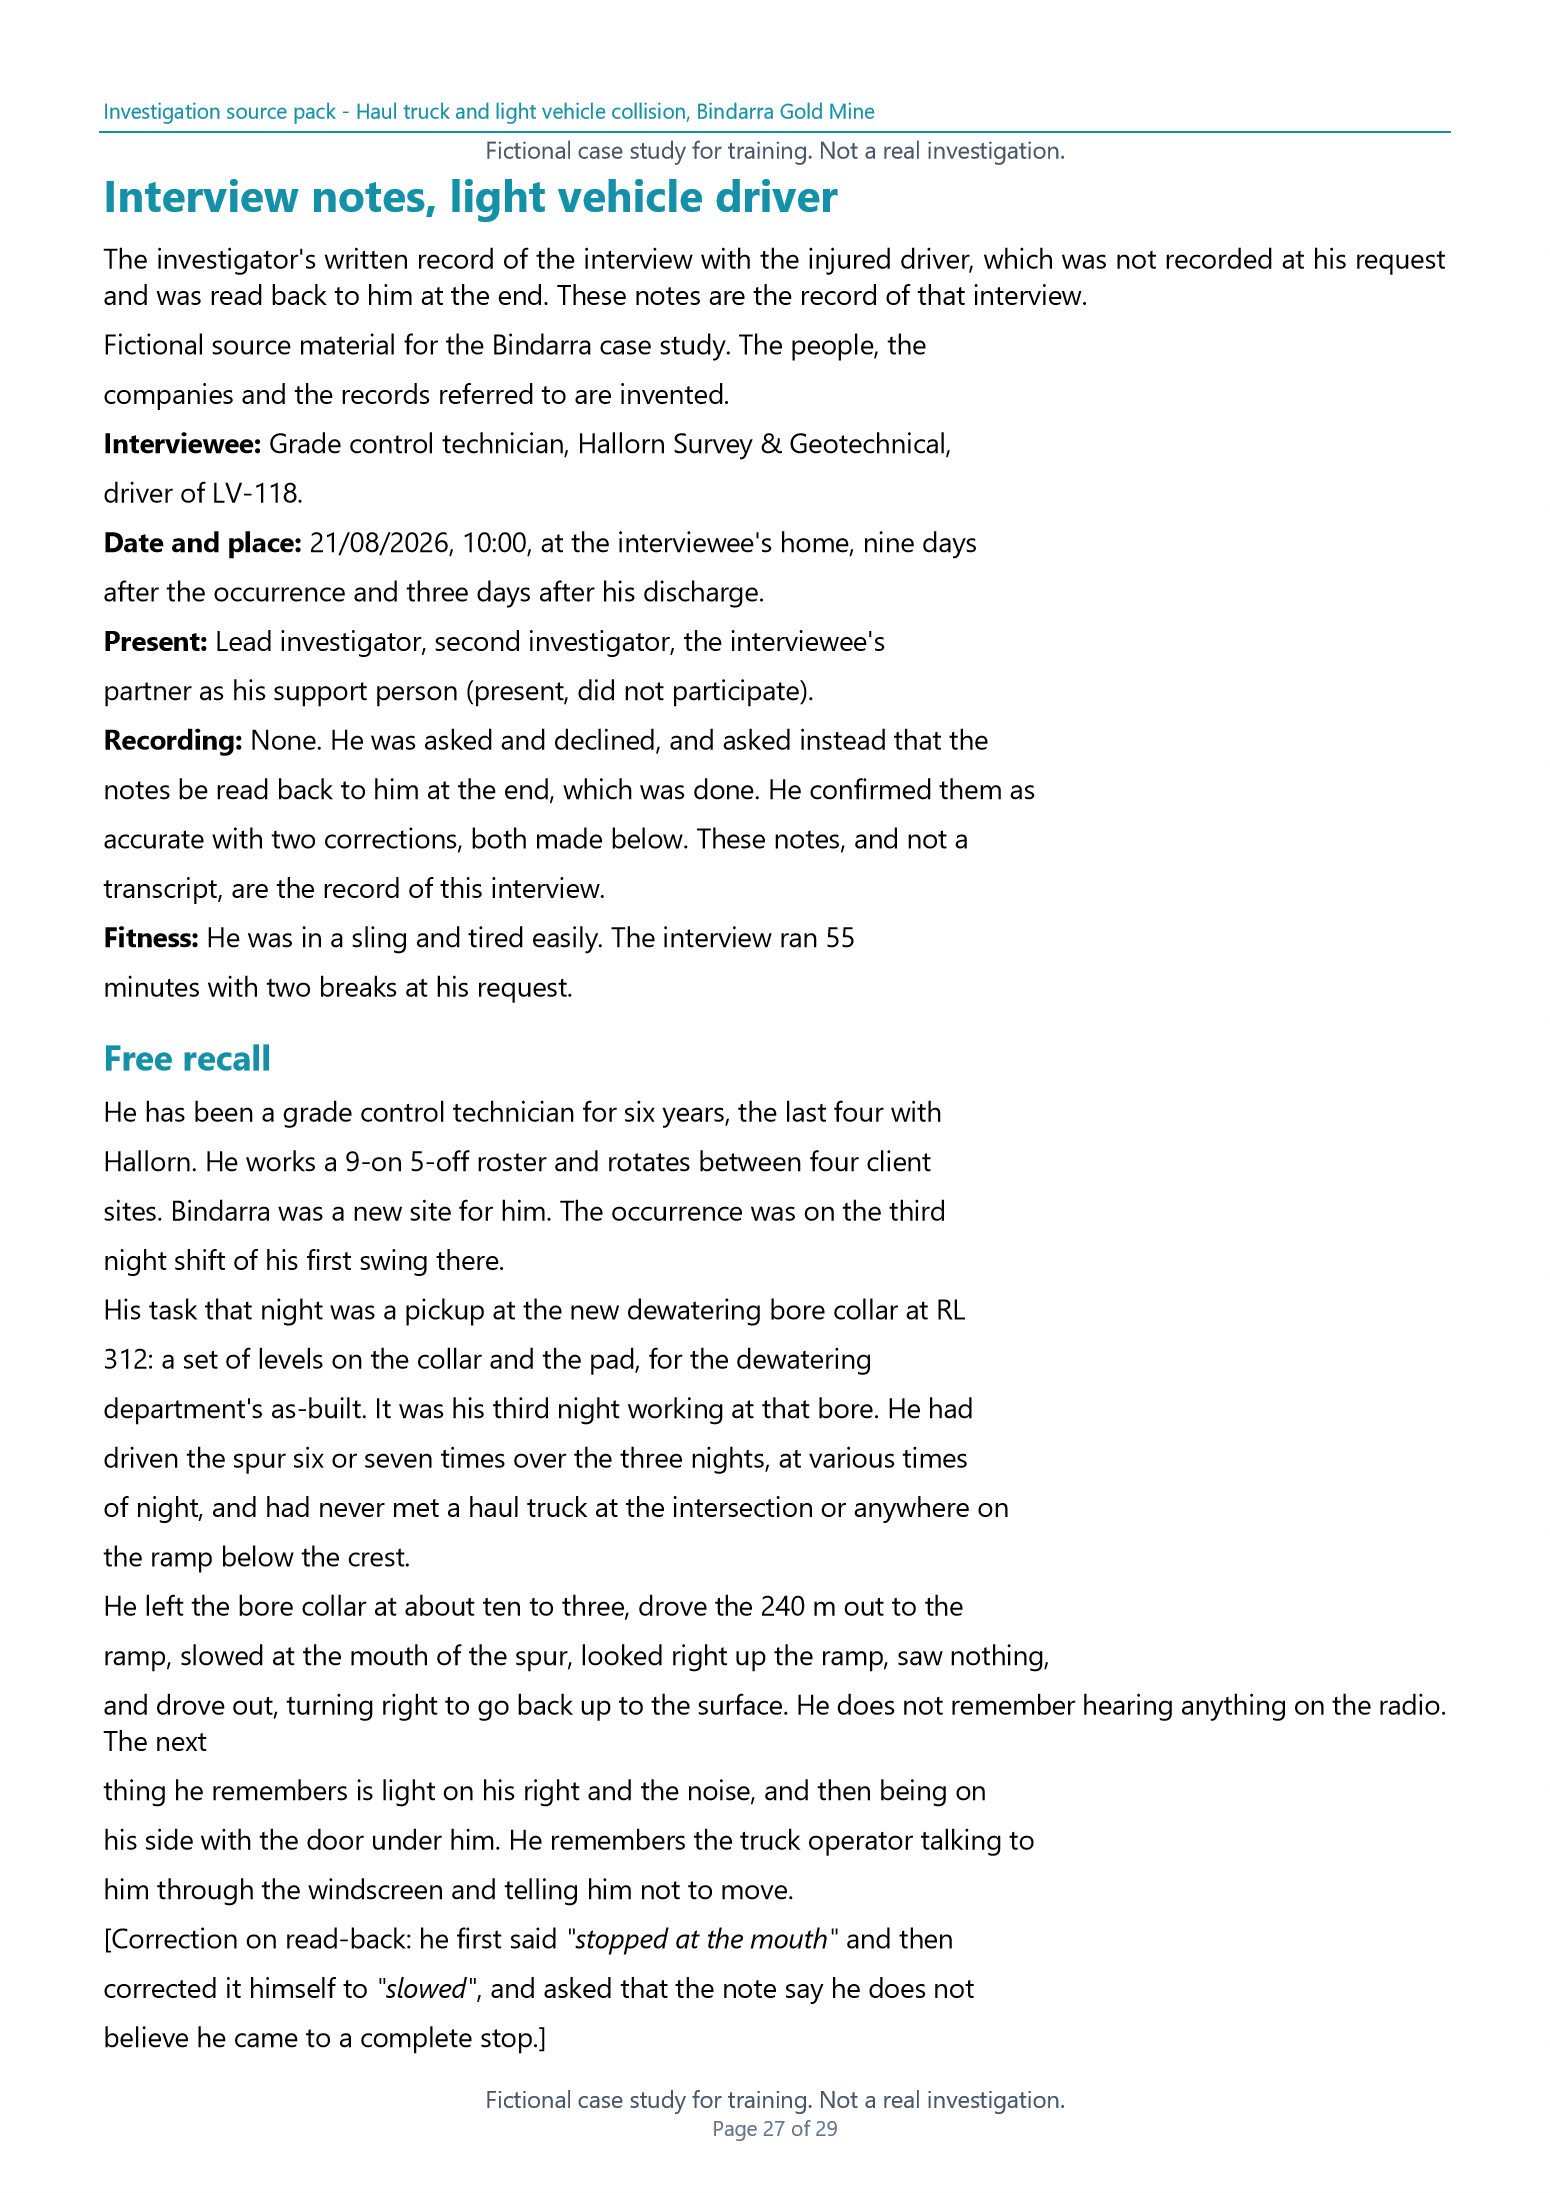 Investigation source pack - Haul truck and light vehicle collision, Bindarra Gold Mine
Fictional case study for training. Not a real investigation.
Interview notes, light vehicle driver
The investigator's written record of the interview with the injured driver, which was not recorded at his request
and was read back to him at the end. These notes are the record of that interview.
Fictional source material for the Bindarra case study. The people, the
companies and the records referred to are invented.
Interviewee: Grade control technician, Hallorn Survey & Geotechnical,
driver of LV-118.
Date and place: 21/08/2026, 10:00, at the interviewee's home, nine days
after the occurrence and three days after his discharge.
Present: Lead investigator, second investigator, the interviewee's
partner as his support person (present, did not participate).
Recording: None. He was asked and declined, and asked instead that the
notes be read back to him at the end, which was done. He confirmed them as
accurate with two corrections, both made below. These notes, and not a
transcript, are the record of this interview.
Fitness: He was in a sling and tired easily. The interview ran 55
minutes with two breaks at his request.
Free recall
He has been a grade control technician for six years, the last four with
Hallorn. He works a 9-on 5-off roster and rotates between four client
sites. Bindarra was a new site for him. The occurrence was on the third
night shift of his first swing there.
His task that night was a pickup at the new dewatering bore collar at RL
312: a set of levels on the collar and the pad, for the dewatering
department's as-built. It was his third night working at that bore. He had
driven the spur six or seven times over the three nights, at various times
of night, and had never met a haul truck at the intersection or anywhere on
the ramp below the crest.
He left the bore collar at about ten to three, drove the 240 m out to the
ramp, slowed at the mouth of the spur, looked right up the ramp, saw nothing,
and drove out, turning right to go back up to the surface. He does not remember hearing anything on the radio.
The next
thing he remembers is light on his right and the noise, and then being on
his side with the door under him. He remembers the truck operator talking to
him through the windscreen and telling him not to move.
[Correction on read-back: he first said "stopped at the mouth" and then
corrected it himself to "slowed", and asked that the note say he does not
believe he came to a complete stop.]
Fictional case study for training. Not a real investigation.
Page 27 of 29